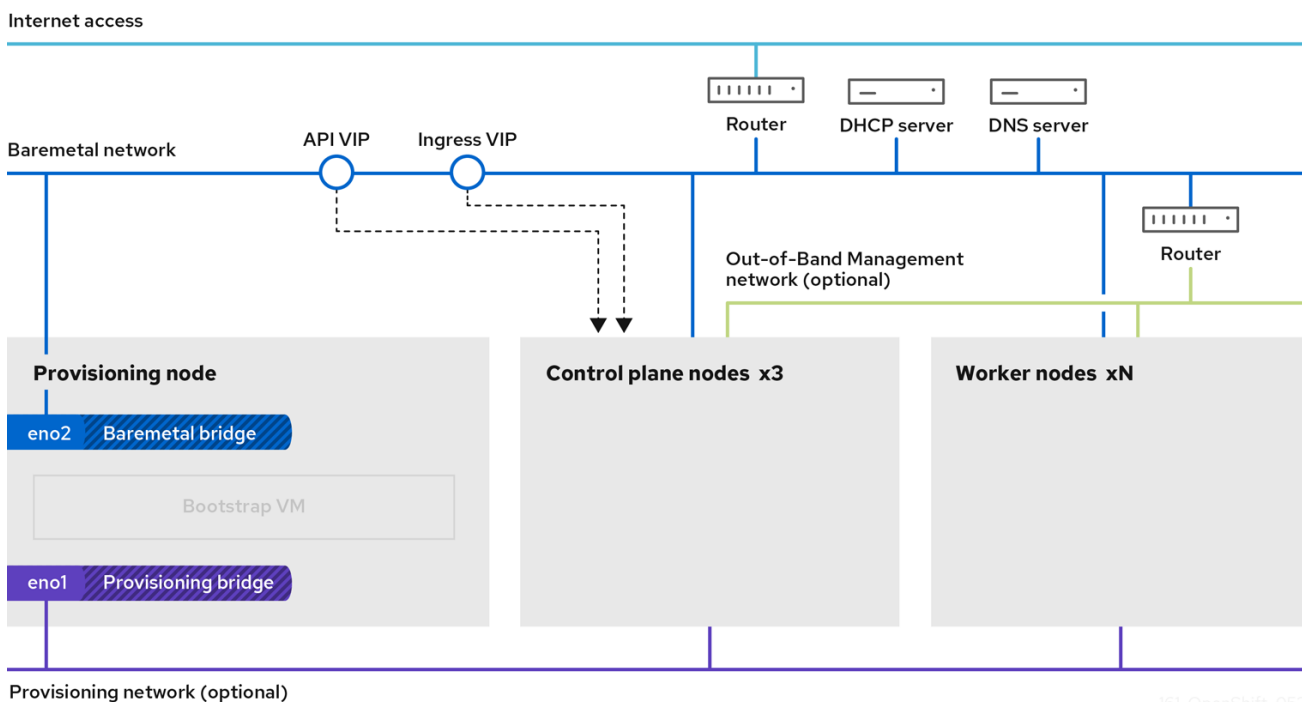 Internet access
Router
DHCP server
DNS server
API VIP
Ingress VIP
Baremetal network
Router
Out-of-Band Management
network (optional)
Provisioning node
Control plane nodes x3
Worker nodes xN
eno2
Baremetal bridge
Bootstrap VM
eno1
Provisioning bridge
Provisioning network (optional)